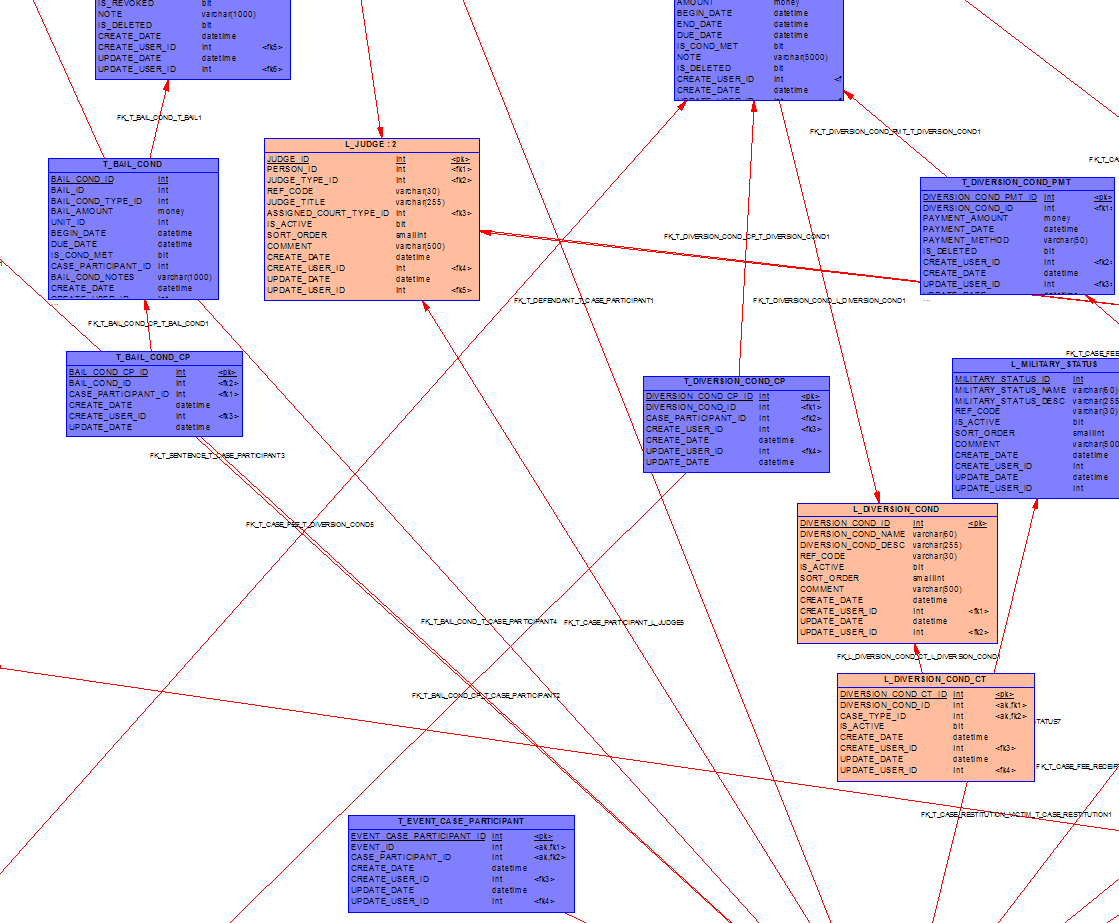 IS_REVOKED bit
NOTE varchar(1000)
IS_DELETED bit
CREATE_DATE datetime
CREATE_USER_ID int <fk5>
UPDATE_DATE datetime
UPDATE_USER_ID int <fk6>
AMOUNT money
BEGIN_DATE datetime
END_DATE datetime
DUE_DATE datetime
IS_COND_MET bit
NOTE varchar(5000)
IS_DELETED bit
CREATE_USER_ID int <f
CREATE_DATE datetime
FK_T_BAIL_COND_T_BAIL1
FK_T_DIVERSION_COND_PMT_T_DIVERSION_COND1
FK_T_CA
T_BAIL_COND
BAIL_COND_ID int
BAIL_ID int
BAIL_COND_TYPE_ID int
BAIL_AMOUNT money
UNIT_ID int
BEGIN_DATE datetime
DUE_DATE datetime
IS_COND_MET bit
CASE_PARTICIPANT_ID int
BAIL_COND_NOTES varchar(1000)
CREATE_DATE datetime
L_JUDGE : 2
JUDGE_ID int <pk>
PERSON_ID int <fk1>
JUDGE_TYPE_ID int <fk2>
REF_CODE varchar(30)
JUDGE_TITLE varchar(255)
ASSIGNED_COURT_TYPE_ID int <fk3>
IS_ACTIVE bit
SORT_ORDER smallint
COMMENT varchar(500)
CREATE_DATE datetime
CREATE_USER_ID int <fk4>
UPDATE_DATE datetime
UPDATE_USER_ID int <fk5>
T_DIVERSION_COND_PMT
DIVERSION_COND_PMT_ID int <pk>
DIVERSION_COND_ID int <fk1>
PAYMENT_AMOUNT money
PAYMENT_DATE datetime
PAYMENT_METHOD varchar(50)
IS_DELETED bit
CREATE_USER_ID int <fk2>
CREATE_DATE datetime
UPDATE_USER_ID int <fk3>
...
FK_T_DIVERSION_COND_CP_T_DIVERSION_COND1
FK_T_DEFENDANT_T_CASE_PARTICIPANT1
FK_T_DIVERSION_COND_L_DIVERSION_COND1
FK_T_BAIL_COND_CP_T_BAIL_COND1
FK_T_CASE_FEE
T_BAIL_COND_CP
BAIL_COND_CP_ID int <pk>
BAIL_COND_ID int <fk2>
CASE_PARTICIPANT_ID int <fk1>
CREATE_DATE datetime
CREATE_USER_ID int <fk3>
UPDATE_DATE datetime
T_DIVERSION_COND_CP
DIVERSION_COND_CP_ID int <pk>
DIVERSION_COND_ID int <fk1>
CASE_PARTICIPANT_ID int <fk2>
CREATE_USER_ID int <fk3>
CREATE_DATE datetime
UPDATE_USER_ID int <fk4>
UPDATE_DATE datetime
L_MILITARY_STATUS
MILITARY_STATUS_ID int
MILITARY_STATUS_NAME varchar(60)
MILITARY_STATUS_DESC varchar(255
REF_CODE varchar(30)
IS_ACTIVE bit
SORT_ORDER smallint
COMMENT varchar(500
CREATE_DATE datetime
CREATE_USER_ID int
UPDATE_DATE datetime
UPDATE_USER_ID int
FK_T_SENTENCE_T_CASE_PARTICIPANT3
FK_T_CASE_FEE_T_DIVERSION_COND5
L_DIVERSION_COND
DIVERSION_COND_ID int <pk>
DIVERSION_COND_NAME varchar(60)
DIVERSION_COND_DESC varchar(255)
REF_CODE varchar(30)
IS_ACTIVE bit
SORT_ORDER smallint
COMMENT varchar(500)
CREATE_DATE datetime
CREATE_USER_ID int <fk1>
UPDATE_DATE datetime
UPDATE_USER_ID int <fk2>
FK_T_BAIL_COND_T_CASE_PARTICIPANT4
FK_T_CASE_PARTICIPANT_L_JUDGE5
FK_L_DIVERSION_COND_CT_L_DIVERSION_COND1
FK_T_BAIL_COND_CP_T_CASE_PARTICIPANT2
L_DIVERSION_COND_CT
DIVERSION_COND_CT_ID int <pk>
DIVERSION_COND_ID int <ak,fk1>
CASE_TYPE_ID int <ak,fk2>
IS_ACTIVE bit
CREATE_DATE datetime
CREATE_USER_ID int <fk3>
UPDATE_DATE datetime
UPDATE_USER_ID int <fk4>
TATUS7
FK_T_CASE_FEE_RECEIP
FK_T_CASE_RESTITUTION_VICTIM_T_CASE_RESTITUTION1
T_EVENT_CASE_PARTICIPANT
EVENT_CASE_PARTICIPANT_ID int <pk>
EVENT_ID int <ak,fk1>
CASE_PARTICIPANT_ID int <ak,fk2>
CREATE_DATE datetime
CREATE_USER_ID int <fk3>
UPDATE_DATE datetime
UPDATE_USER_ID int <fk4>